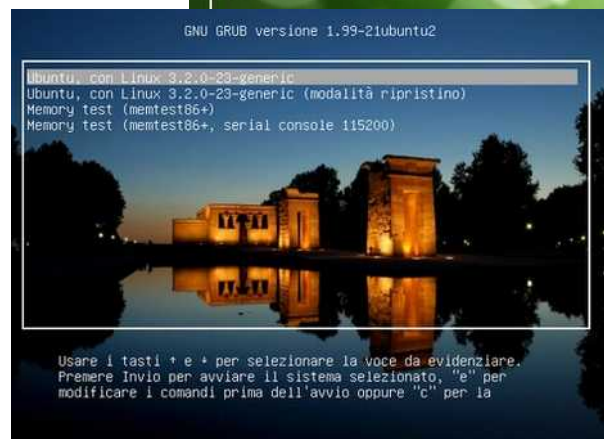 GNU GRUB versione 1.99-21ubuntu2
Ubuntu, con Linux 3.2.0-23-generic
Ubuntu, con Linux 3.2.0-23-generic (modalità ripristino)
Memory test (memtest86+)
Memory test (memtest86+, serial console 115200)
Usare i tasti ↑ e ↓ per selezionare la voce da evidenziare.
Premere Invio per avviare il sistema selezionato, "e" per
modificare i comandi prima dell'avvio oppure "c" per la